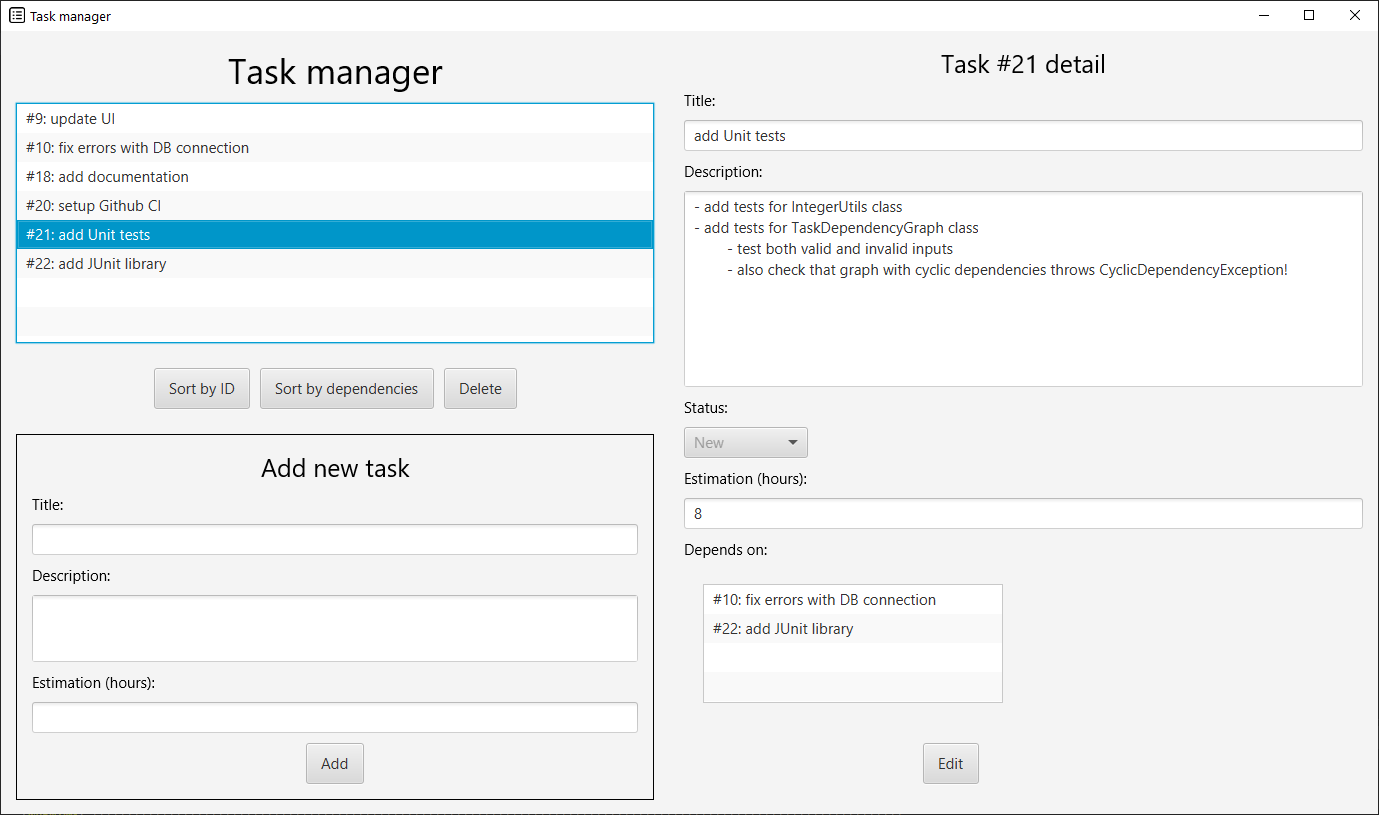 Task manager
Task manager
#9: update UI
#10: fix errors with DB connection
#18: add documentation
#20: setup Github CI
#21: add Unit tests
#22: add JUnit library
Sort by ID
Sort by dependencies
Delete
Add new task
Title:
Description:
Estimation (hours):
Add
Task #21 detail
Title:
add Unit tests
Description:
- add tests for IntegerUtils class
- add tests for TaskDependencyGraph class
- test both valid and invalid inputs
- also check that graph with cyclic dependencies throws CyclicDependencyException!
Status:
New
Estimation (hours):
8
Depends on:
#10: fix errors with DB connection
#22: add JUnit library
Edit